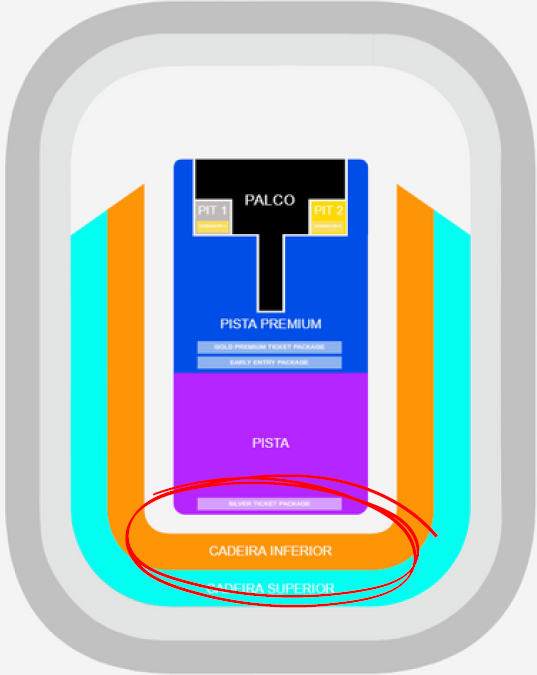 PALCO
PIT 1
PIT 2
PISTA PREMIUM
GOLD PREMIUM TICKET PACKAGE
EARLY ENTRY PACKAGE
PISTA
SILVER TICKET PACKAGE
CADEIRA INFERIOR
CADEIRA SUPERIOR